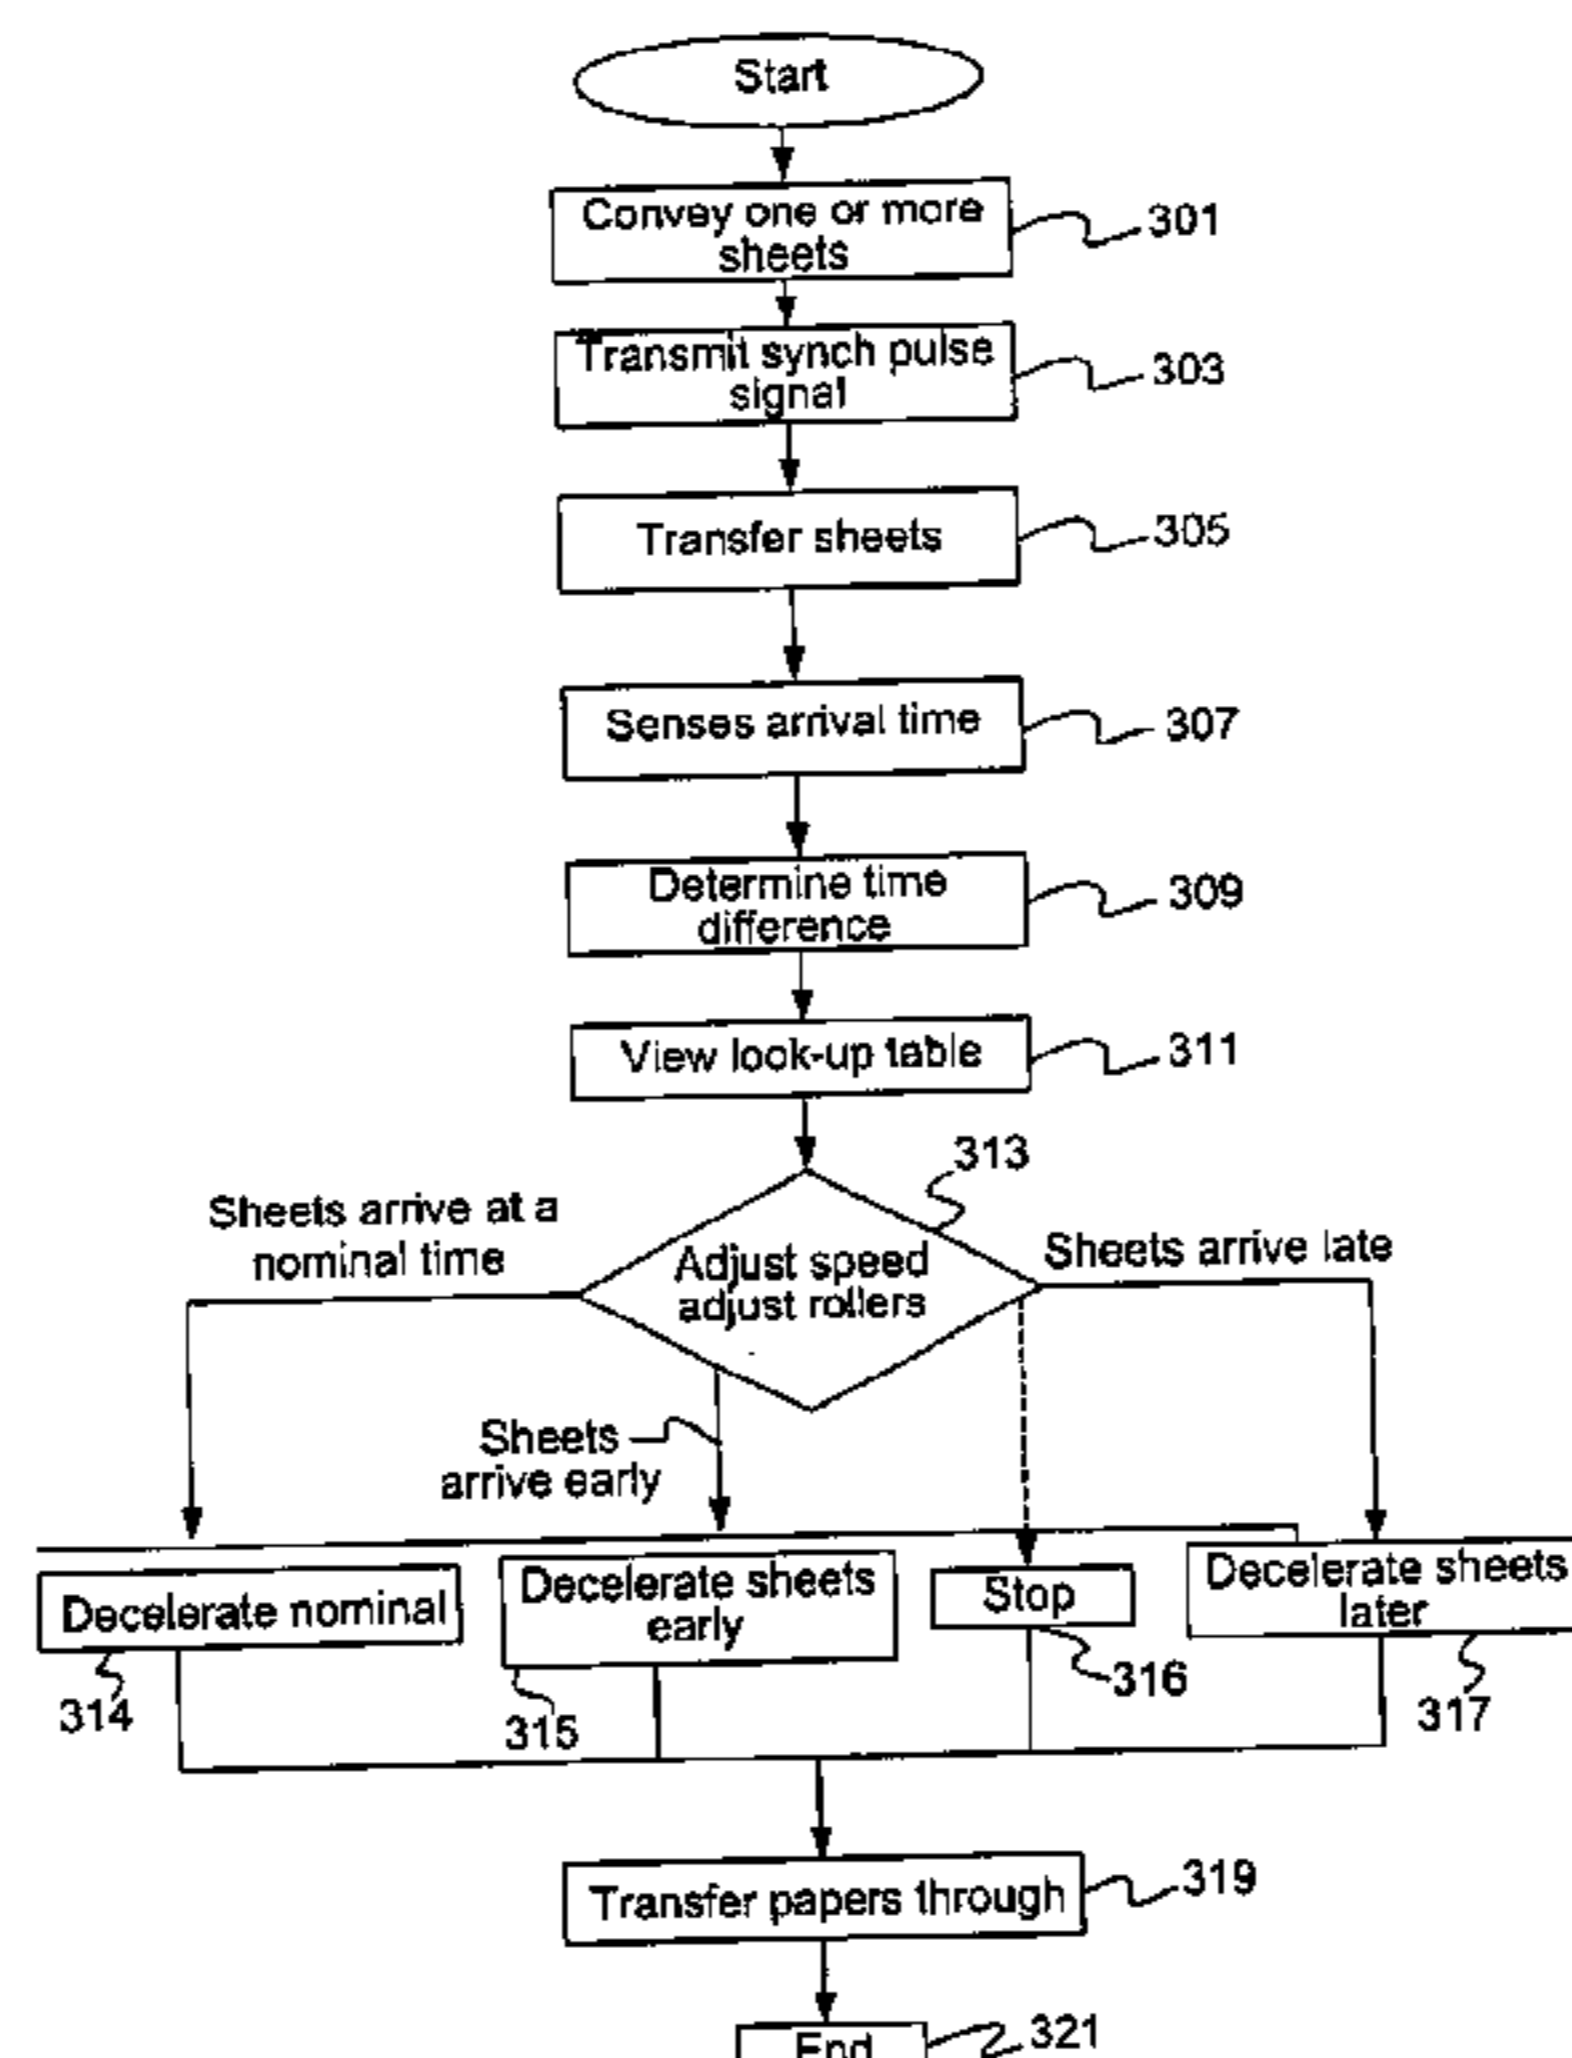 Start
Convey one or more
sheets
301
Transmit synch pulse
signal
303
Transfer sheets
305
Senses arrival time
307
Determine time
difference
309
View look-up table
311
313
Sheets arrive at a
nominal time
Adjust speed
adjust rollers
Sheets arrive late
Sheets
arrive early
Decelerate nominal
314
Decelerate sheets
early
315
Stop
316
Decelerate sheets
later
317
Transfer papers through
319
End
321